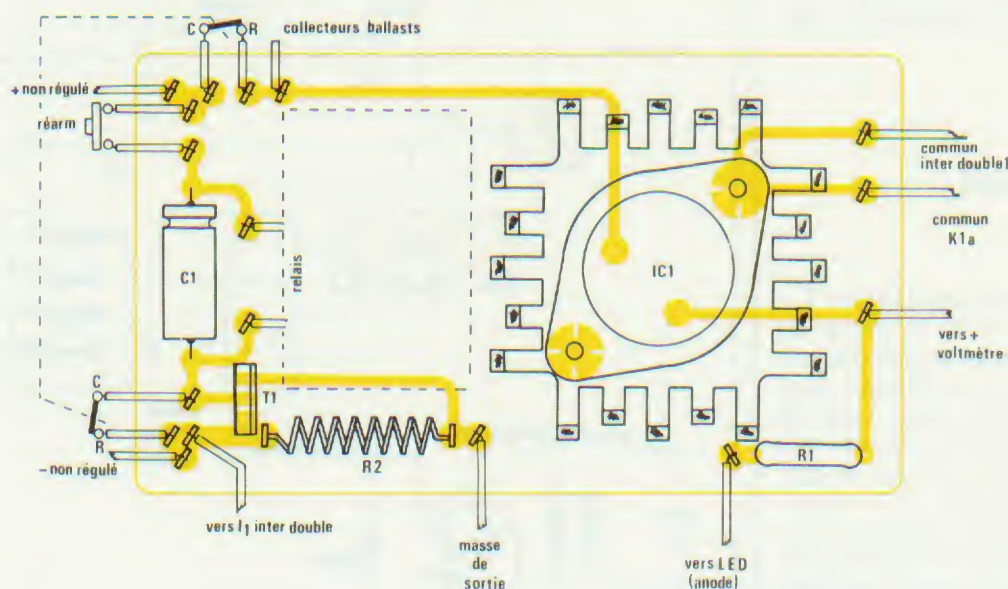 C R
collecteurs ballasts
+ non régulé
réarm
commun
inter double1
commun
K1a
relais
C1
IC1
vers +
voltmètre
C
T1
R
R2
R1
– non régulé
vers I1 inter double
masse
de
sortie
vers LED
(anode)